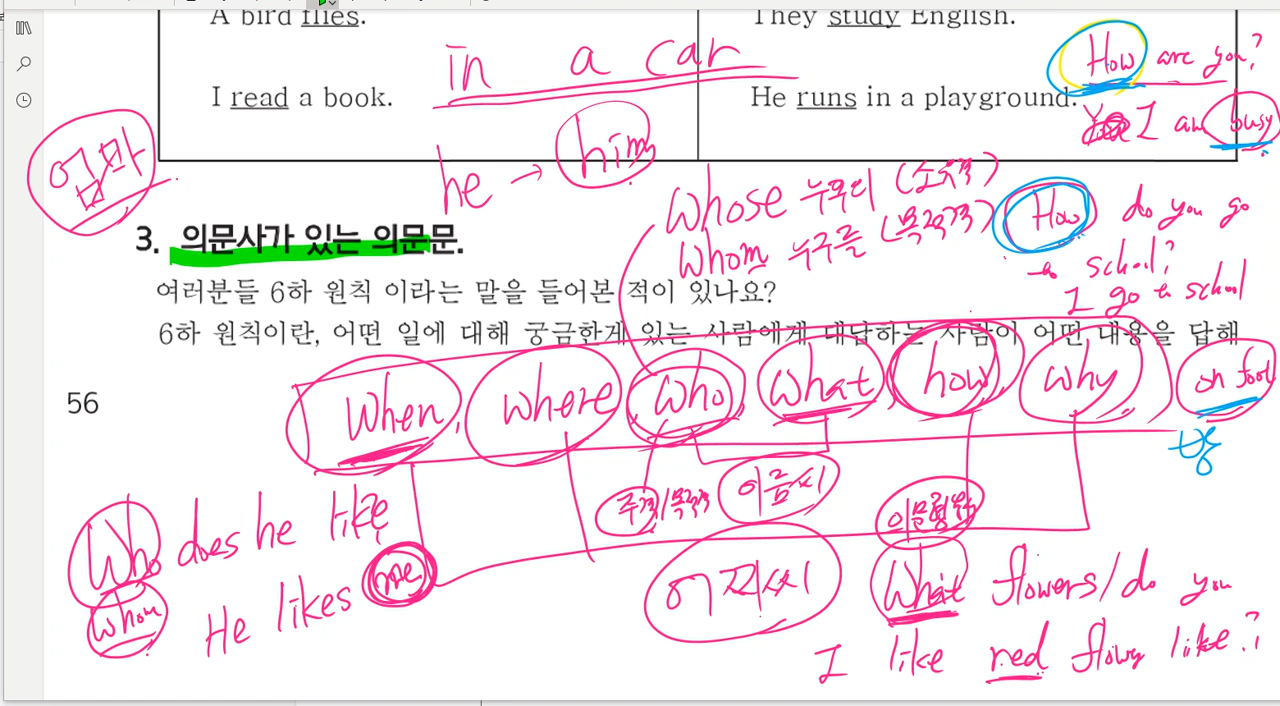 A bird flies.
They study English.
in a car
How are you?
I read a book.
He runs in a playground.
I am busy
엄마
he → him
whose 누구의 (소유격)
whom 누구를 (목적격)
How do you go
to school?
I go to school
on foot
3. 의문사가 있는 의문문.
여러분들 6하 원칙 이라는 말을 들어본 적이 있나요?
6하 원칙이란, 어떤 일에 대해 궁금한게 있는 사람에게 대답하는 사람이 어떤 내용을 답해
56
when, where, who, what, how, why
주격/목적격
이름씨
어찌씨
Who does he like
whom
He likes me
What flowers/do you
like?
I like red flowers